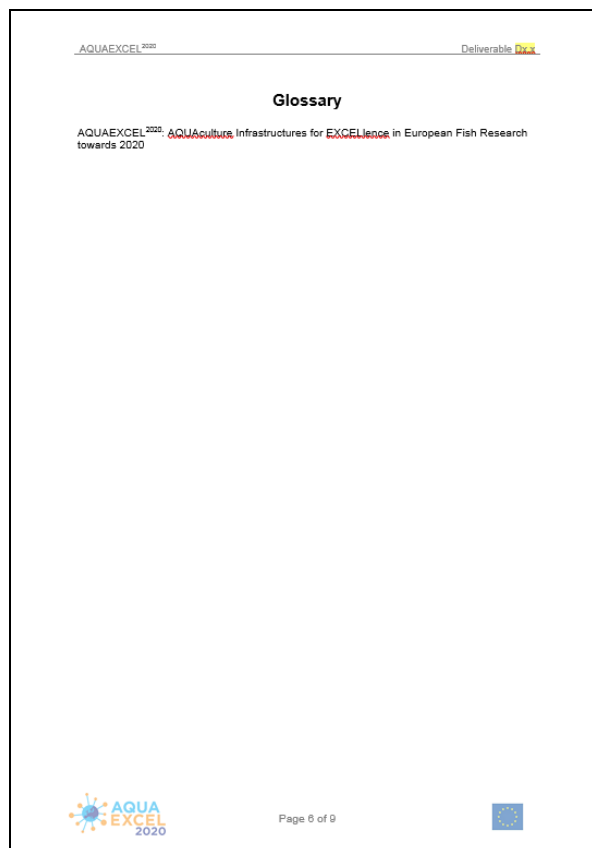 AQUAEXCEL2020 Deliverable Dx.x
Glossary
AQUAEXCEL2020: AQUAculture Infrastructures for EXCELlence in European Fish Research
towards 2020
AQUA
EXCEL
2020
Page 6 of 9